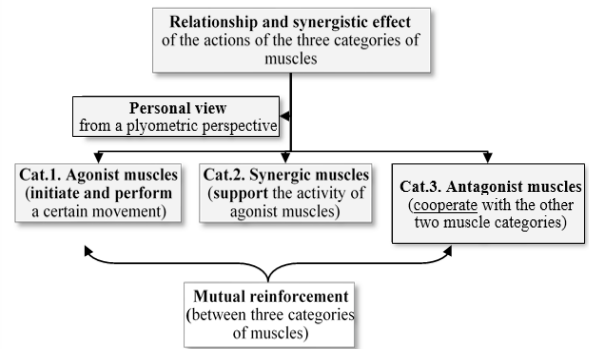 Relationship and synergistic effect
of the actions of the three categories of
muscles
Personal view
from a plyometric perspective
Cat.1. Agonist muscles
(initiate and perform
a certain movement)
Cat.2. Synergic muscles
(support the activity of
agonist muscles)
Cat.3. Antagonist muscles
(cooperate with the other
two muscle categories)
Mutual reinforcement
(between three categories
of muscles)